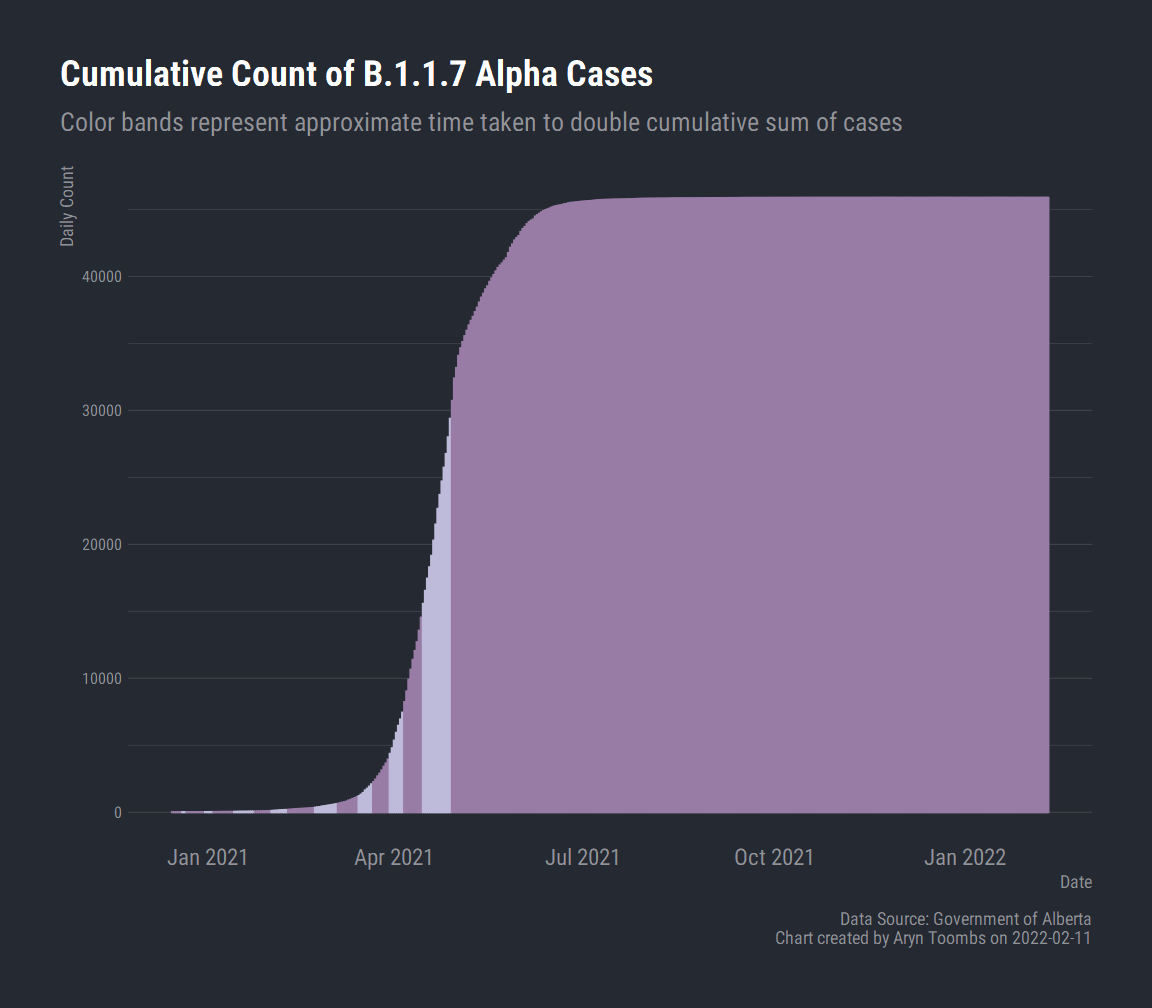 Cumulative Count of B.1.1.7 Alpha Cases
Color bands represent approximate time taken to double cumulative sum of cases
Daily Count
40000
30000
20000
10000
0
Jan 2021
Apr 2021
Jul 2021
Oct 2021
Jan 2022
Date
Data Source: Government of Alberta
Chart created by Aryn Toombs on 2022-02-11